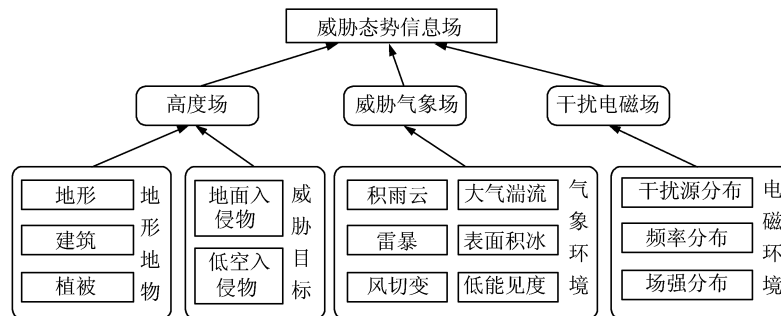 威胁态势信息场
高度场
威胁气象场
干扰电磁场
地形
建筑
植被
地形地物
地面入
侵物
低空入
侵物
威胁目标
积雨云
大气湍流
雷暴
表面积冰
风切变
低能见度
气象环境
干扰源分布
频率分布
场强分布
电磁环境